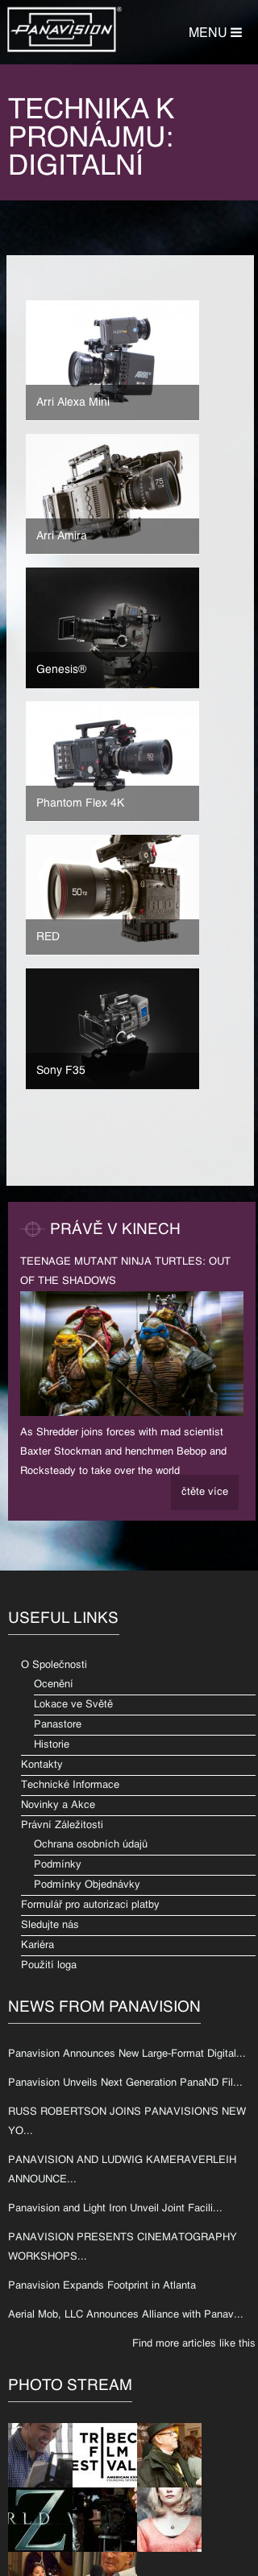 PANAVISION®
MENU
TECHNIKA K
PRONÁJMU:
DIGITALNÍ
Arri Alexa Mini
Arri Amira
Genesis®
Phantom Flex 4K
RED
Sony F35
PRÁVĚ V KINECH
TEENAGE MUTANT NINJA TURTLES: OUT
OF THE SHADOWS
As Shredder joins forces with mad scientist
Baxter Stockman and henchmen Bebop and
Rocksteady to take over the world
čtěte více
USEFUL LINKS
O Společnosti
Ocenění
Lokace ve Světě
Panastore
Historie
Kontakty
Technické Informace
Novinky a Akce
Právní Záležitosti
Ochrana osobních údajů
Podmínky
Podmínky Objednávky
Formulář pro autorizaci platby
Sledujte nás
Kariéra
Použití loga
NEWS FROM PANAVISION
Panavision Announces New Large-Format Digital...
Panavision Unveils Next Generation PanaND Fil...
RUSS ROBERTSON JOINS PANAVISION'S NEW
YO...
PANAVISION AND LUDWIG KAMERAVERLEIH
ANNOUNCE...
Panavision and Light Iron Unveil Joint Facili...
PANAVISION PRESENTS CINEMATOGRAPHY
WORKSHOPS...
Panavision Expands Footprint in Atlanta
Aerial Mob, LLC Announces Alliance with Panav...
Find more articles like this
PHOTO STREAM
TRIBEC
FILM
ESTIVAL
RLD
Z